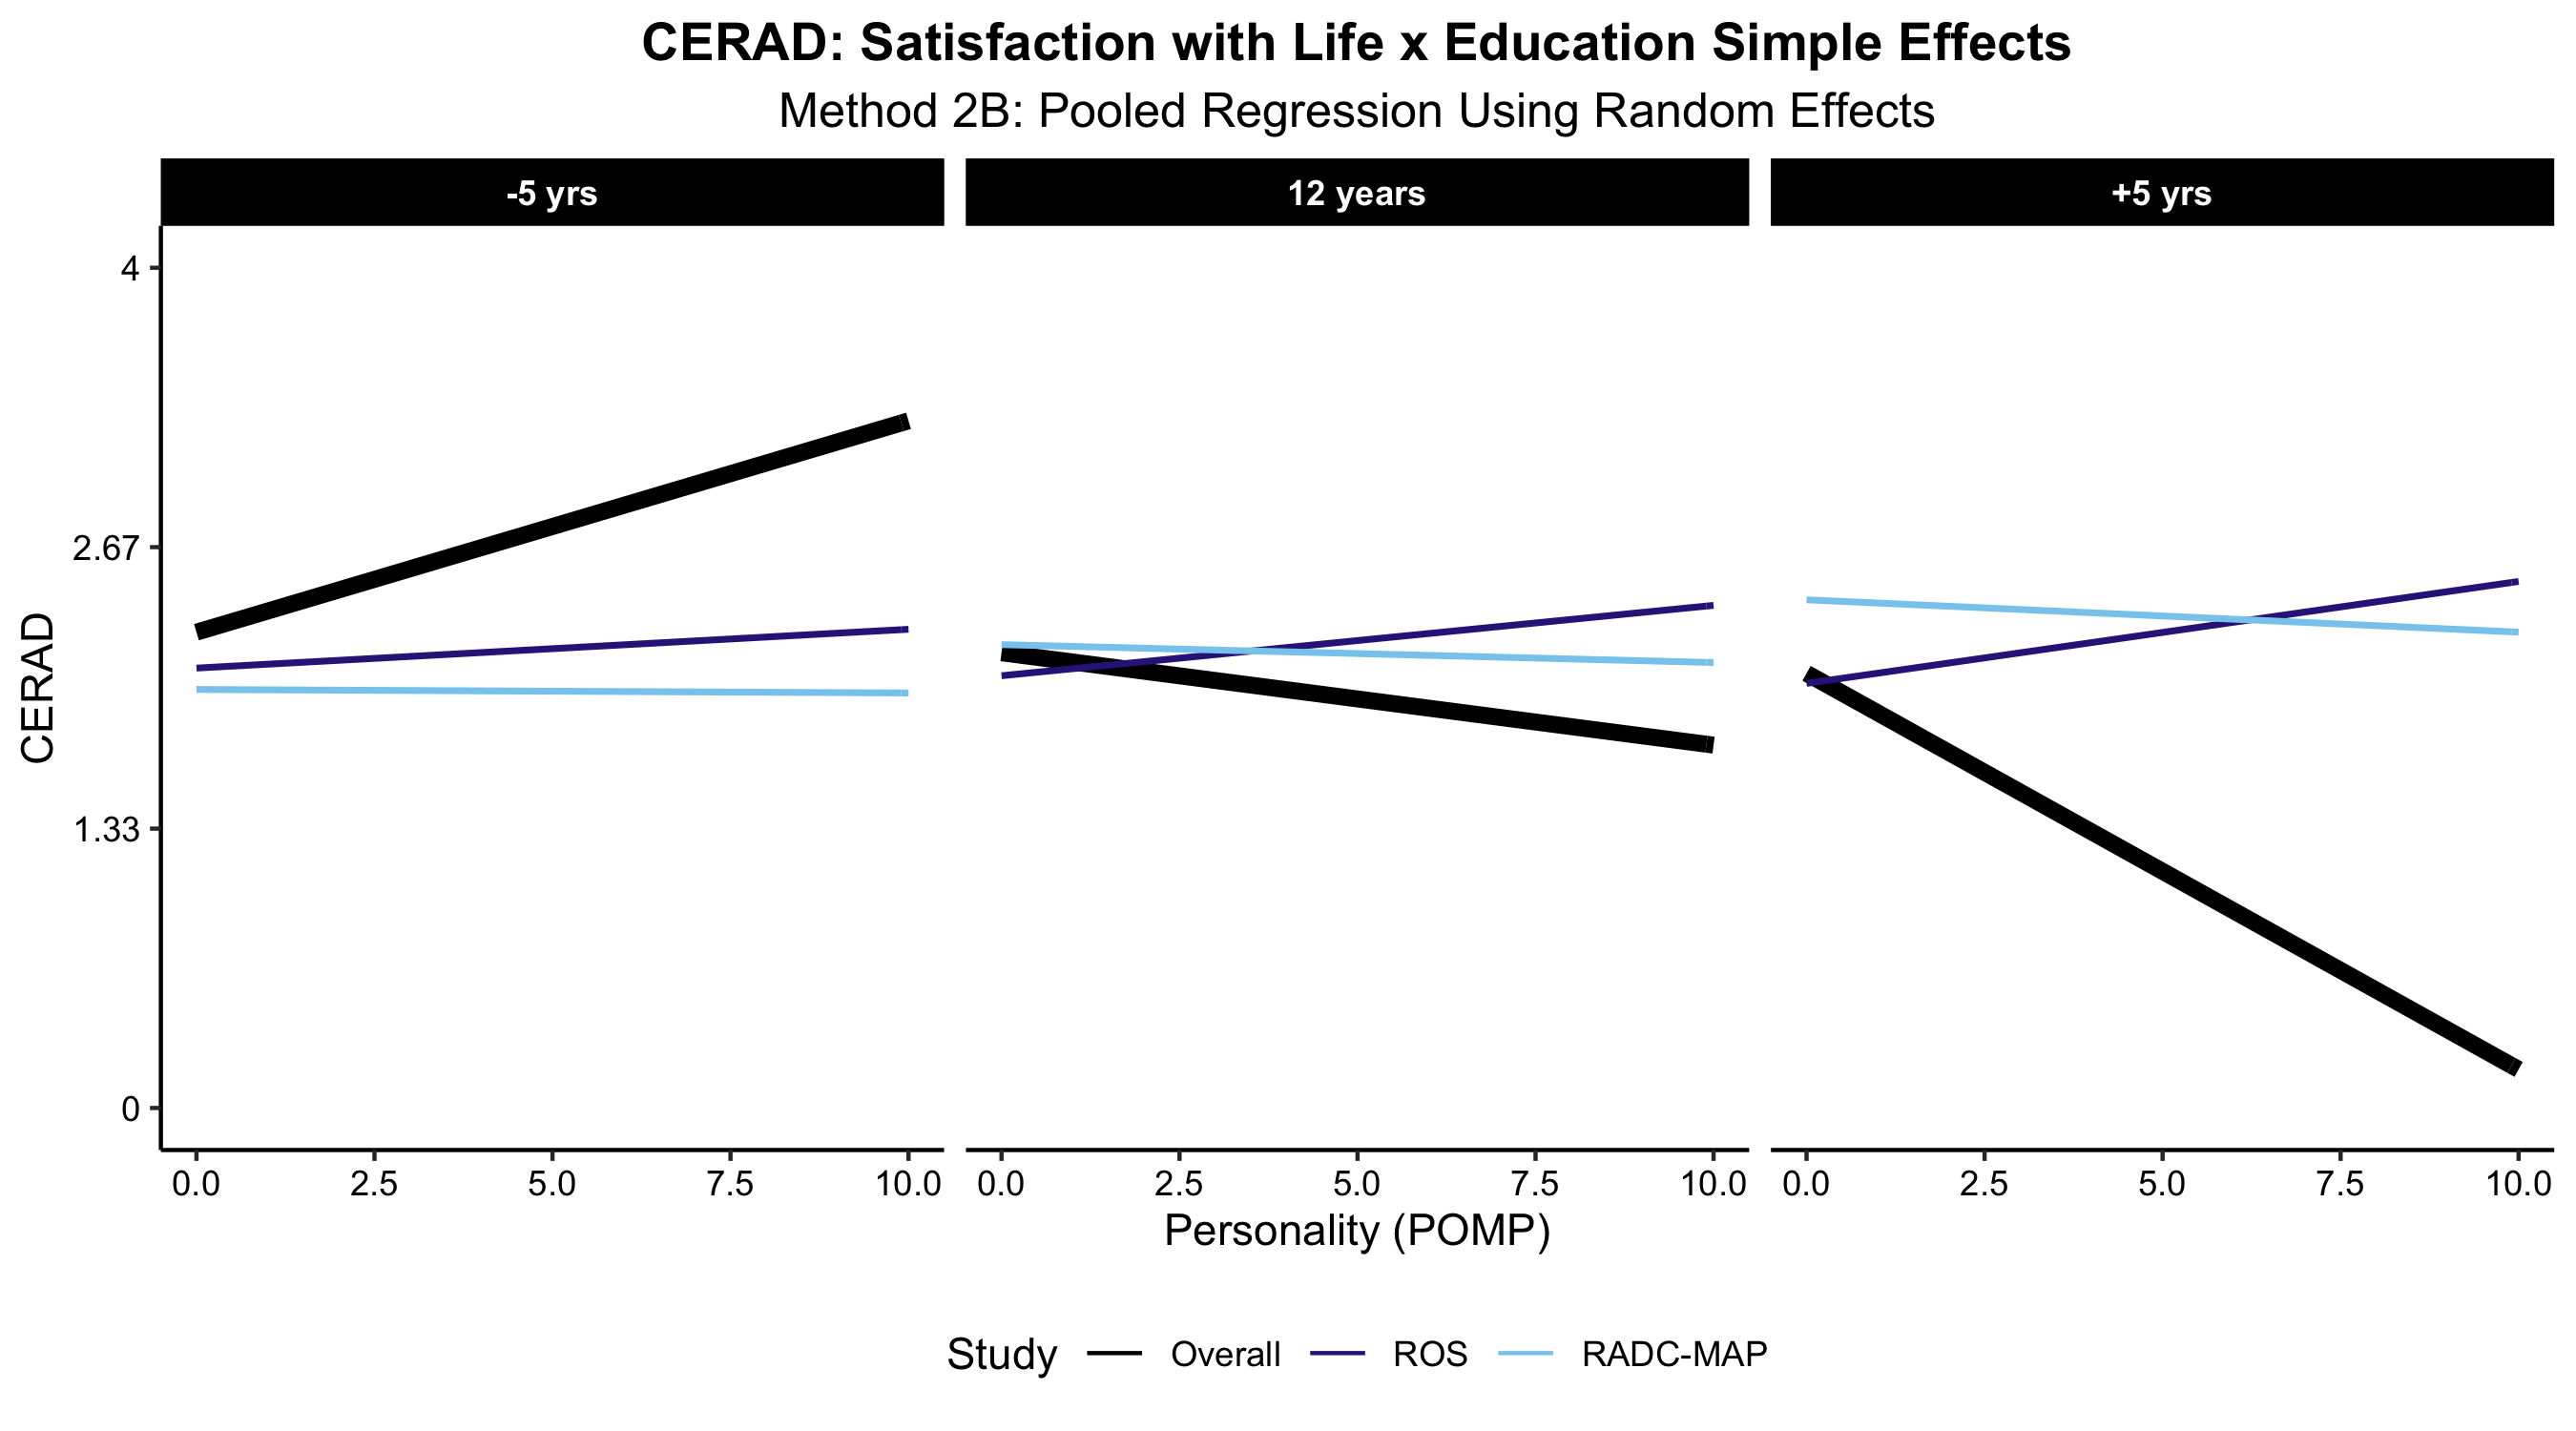 CERAD: Satisfaction with Life x Education Simple Effects
Method 2B: Pooled Regression Using Random Effects
-5 yrs 12 years +5 yrs
4
2.67
1.33
0
CERAD
0.0 2.5 5.0 7.5 10.0 0.0 2.5 5.0 7.5 10.0 0.0 2.5 5.0 7.5 10.0
Personality (POMP)
Study Overall ROS RADC-MAP